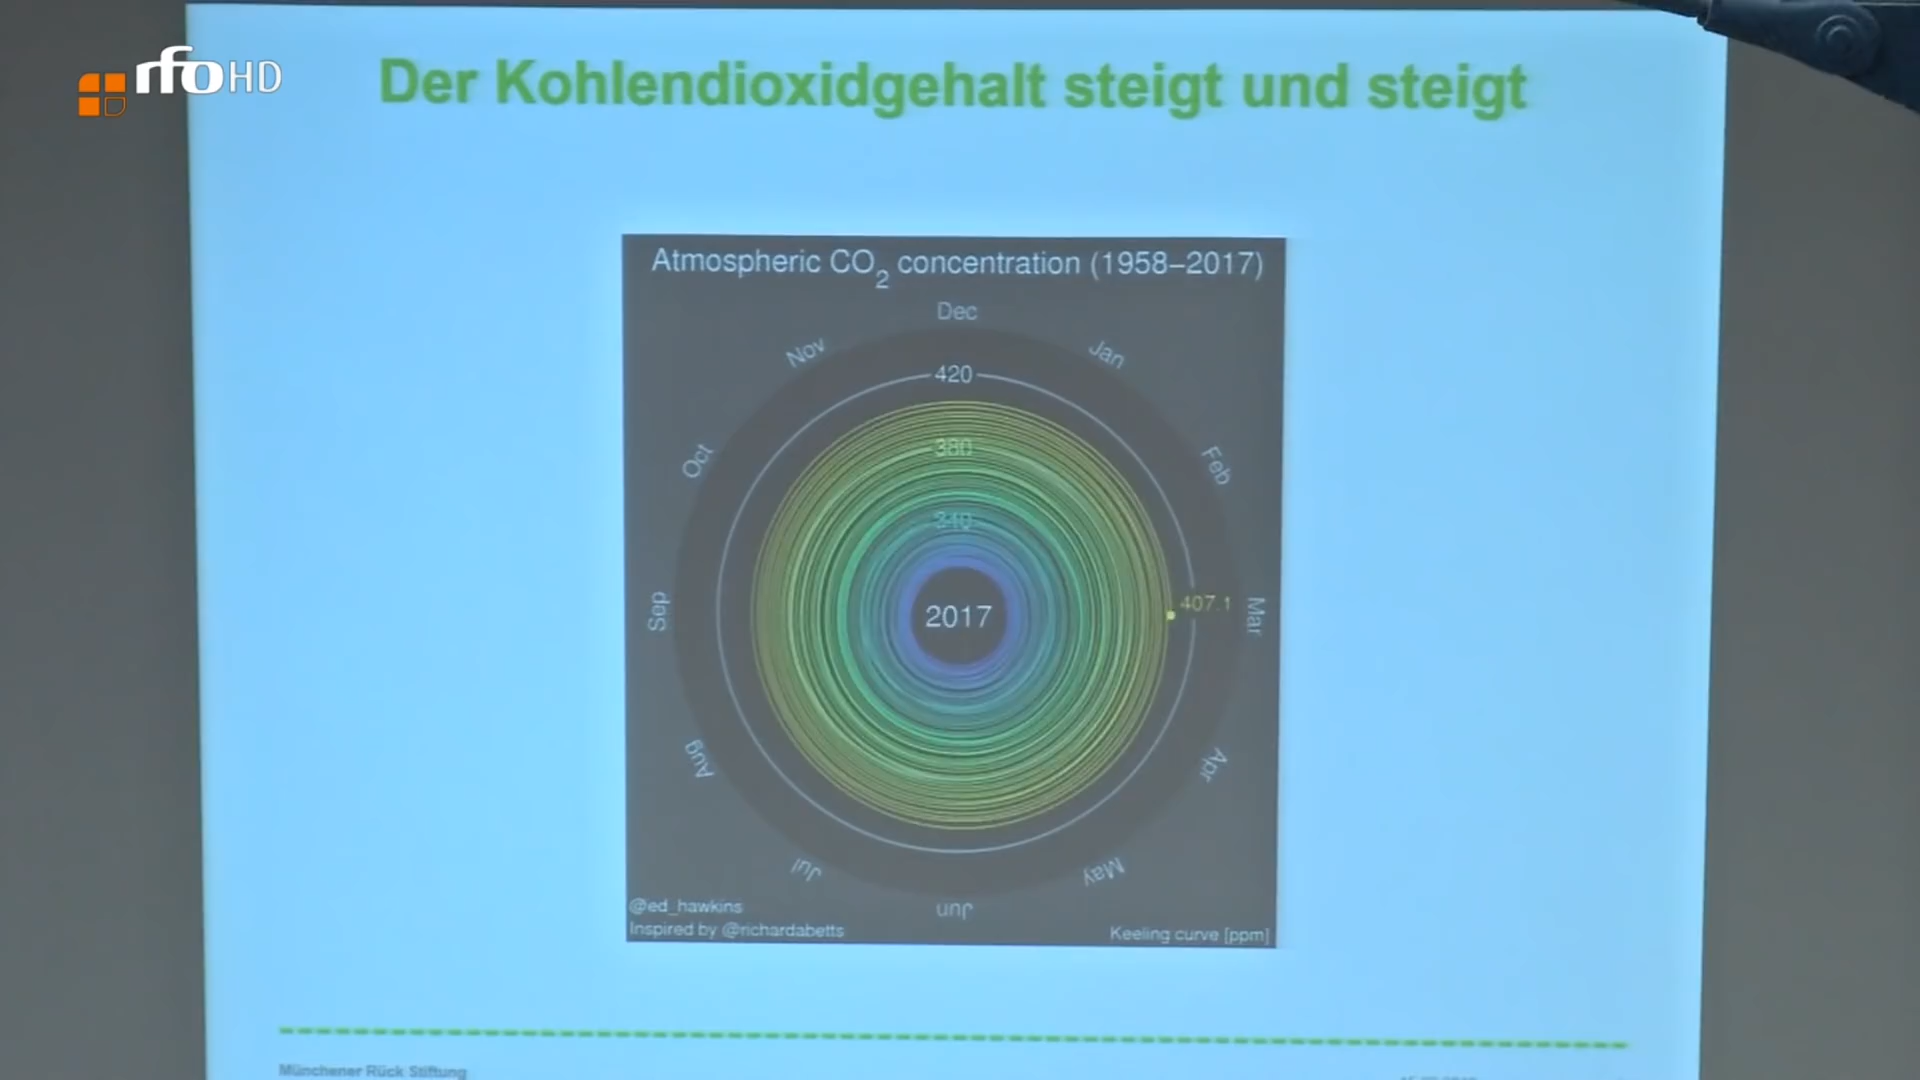 rfo HD
Der Kohlendioxidgehalt steigt und steigt
Atmospheric CO2 concentration (1958–2017)
Dec
Nov
Jan
420
380
Oct
Feb
340
Sep
2017
407.1
Mar
Aug
Apr
Jul
May
Jun
@ed_hawkins
Inspired by @richardabetts
Keeling curve [ppm]
Münchener Rück Stiftung